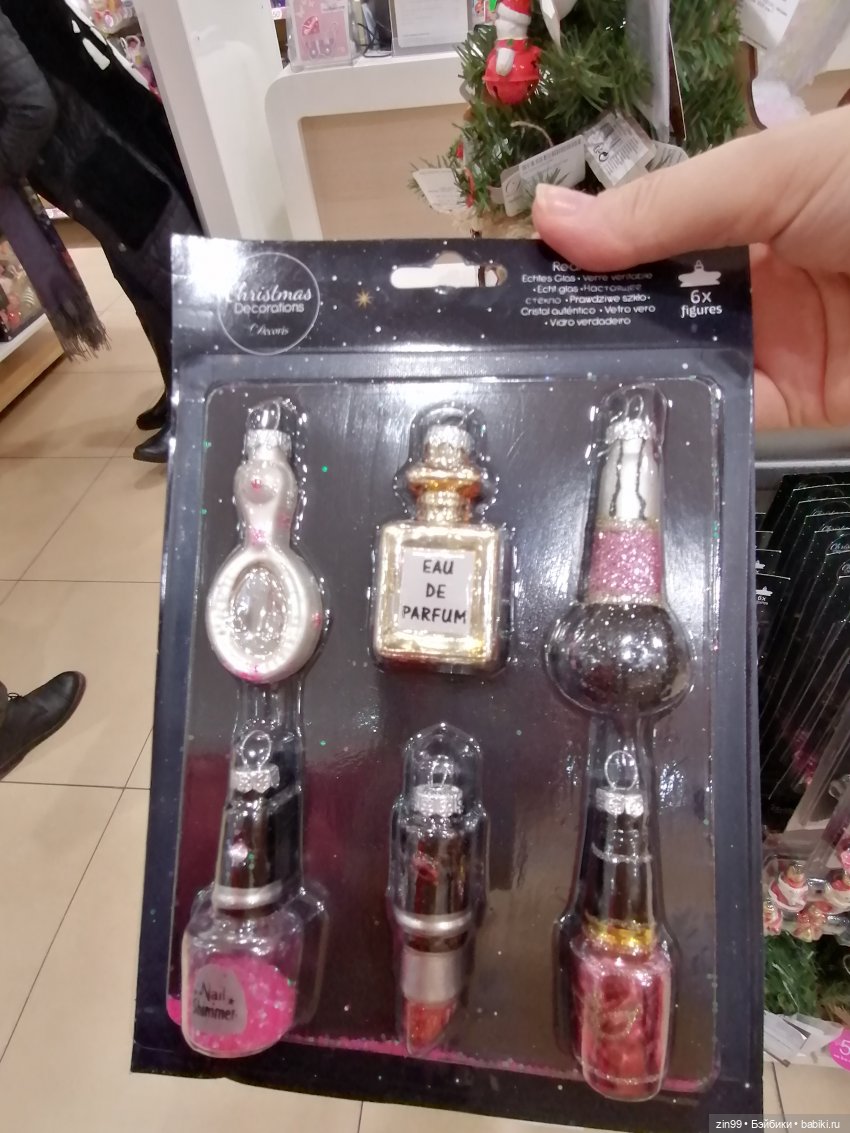 Christmas
Decorations
Decoris
Echtes Glas • Verre véritable
• Echt glas • Настоящее
стекло • Prawdziwe szkło •
Cristal auténtico • Vetro vero
• Vidro verdadeiro
6x
figures
EAU
DE
PARFUM
Nail
Shimmer
zin99 • Бэйбики • babiki.ru